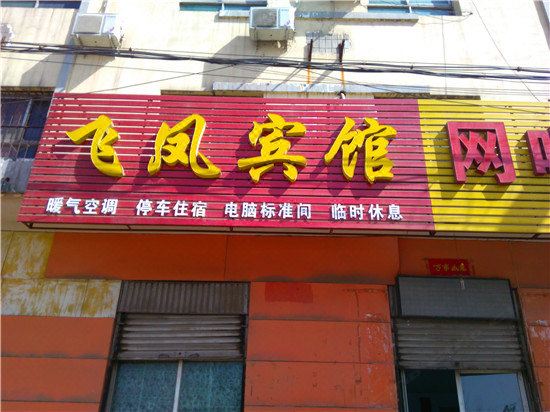 飞凤宾馆
暖气空调 停车住宿 电脑标准间 临时休息
网